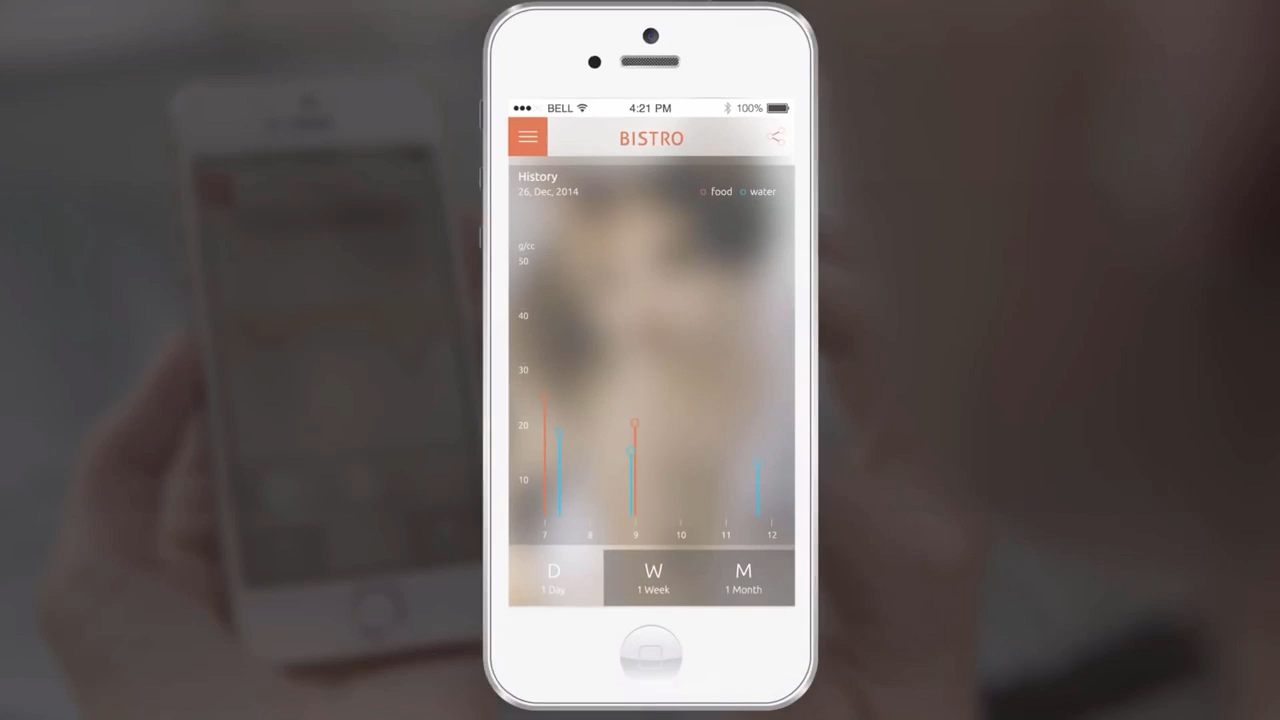 BELL 4:21 PM 100%
BISTRO
History
26, Dec, 2014 food water
g/cc
50
40
30
20
10
7 8 9 10 11 12
D W M
1 Day 1 Week 1 Month